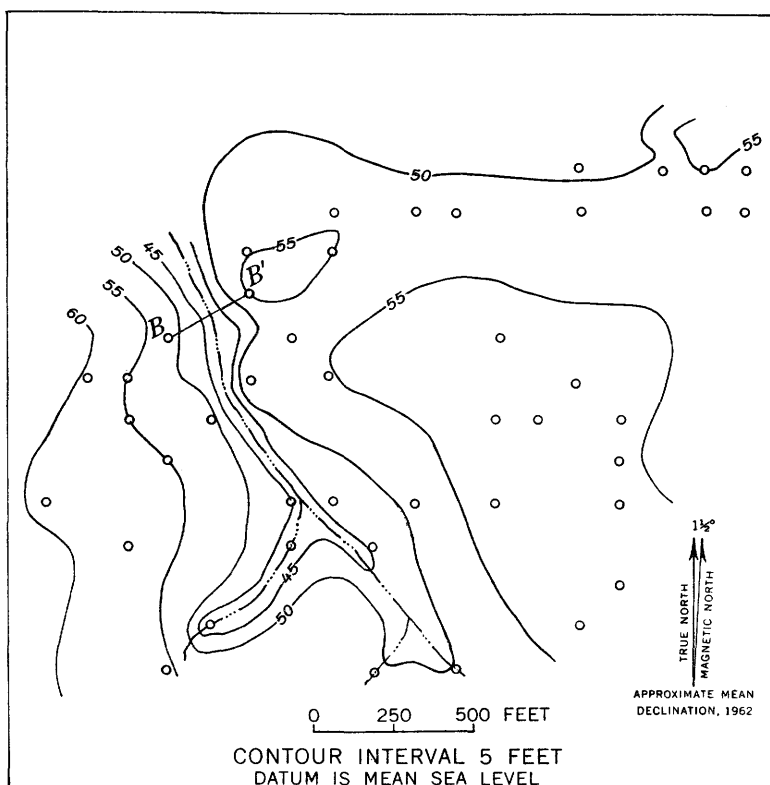 55
50
50
45
55
B'
55
60
B
55
1½°
TRUE NORTH
MAGNETIC NORTH
45
50
APPROXIMATE MEAN
DECLINATION, 1962
0 250 500 FEET
CONTOUR INTERVAL 5 FEET
DATUM IS MEAN SEA LEVEL